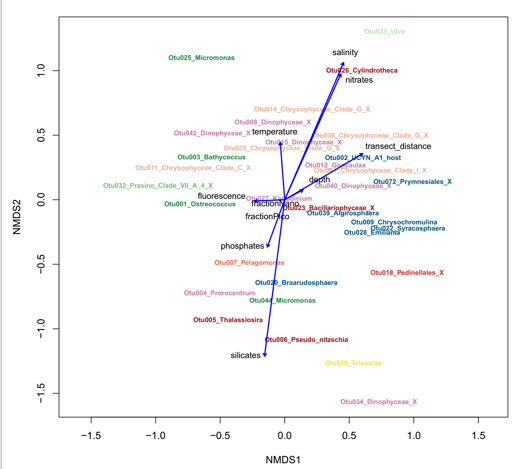 Otu033_Ulva
salinity
Otu025_Micromonas
Otu026_Cylindrotheca
nitrates
Otu014_Chrysophyceae_Clade_G_X
Otu008_Dinophyceae_X
temperature
Otu042_Dinophyceae_X
Otu038_Chrysophyceae_Clade_G_X
Otu015_Dinophyceae_X
Otu035_Chrysophyceae_Clade_G_X
transect_distance
Otu003_Bathycoccus
Otu002_UCYN_A1_host
Otu011_Chrysophyceae_Clade_C_X
Otu012_Gonyaulax
Chrysophyceae_Clade_I_X
depth
Otu072_Prymnesiales_X
Otu032_Prasino_Clade_VII_A_4_X
Otu040_Dinophyceae_X
fluorescence
Otu001_Ostreococcus
fractionNano
Otu023_Bacillariophyceae_X
fractionPico
Otu039_Algirosphaera
Otu009_Chrysochromulina
Otu022_Syracosphaera
Otu028_Emiliania
phosphates
Otu007_Pelagomonas
Otu018_Pedinellales_X
Otu020_Braarudosphaera
Otu004_Prorocentrum
Otu044_Micromonas
Otu005_Thalassiosira
Otu006_Pseudo_nitzschia
silicates
Otu030_Teleaulax
Otu034_Dinophyceae_X
1.0
0.5
0.0
−0.5
−1.0
−1.5
NMDS2
−1.5 −1.0 −0.5 0.0 0.5 1.0 1.5
NMDS1